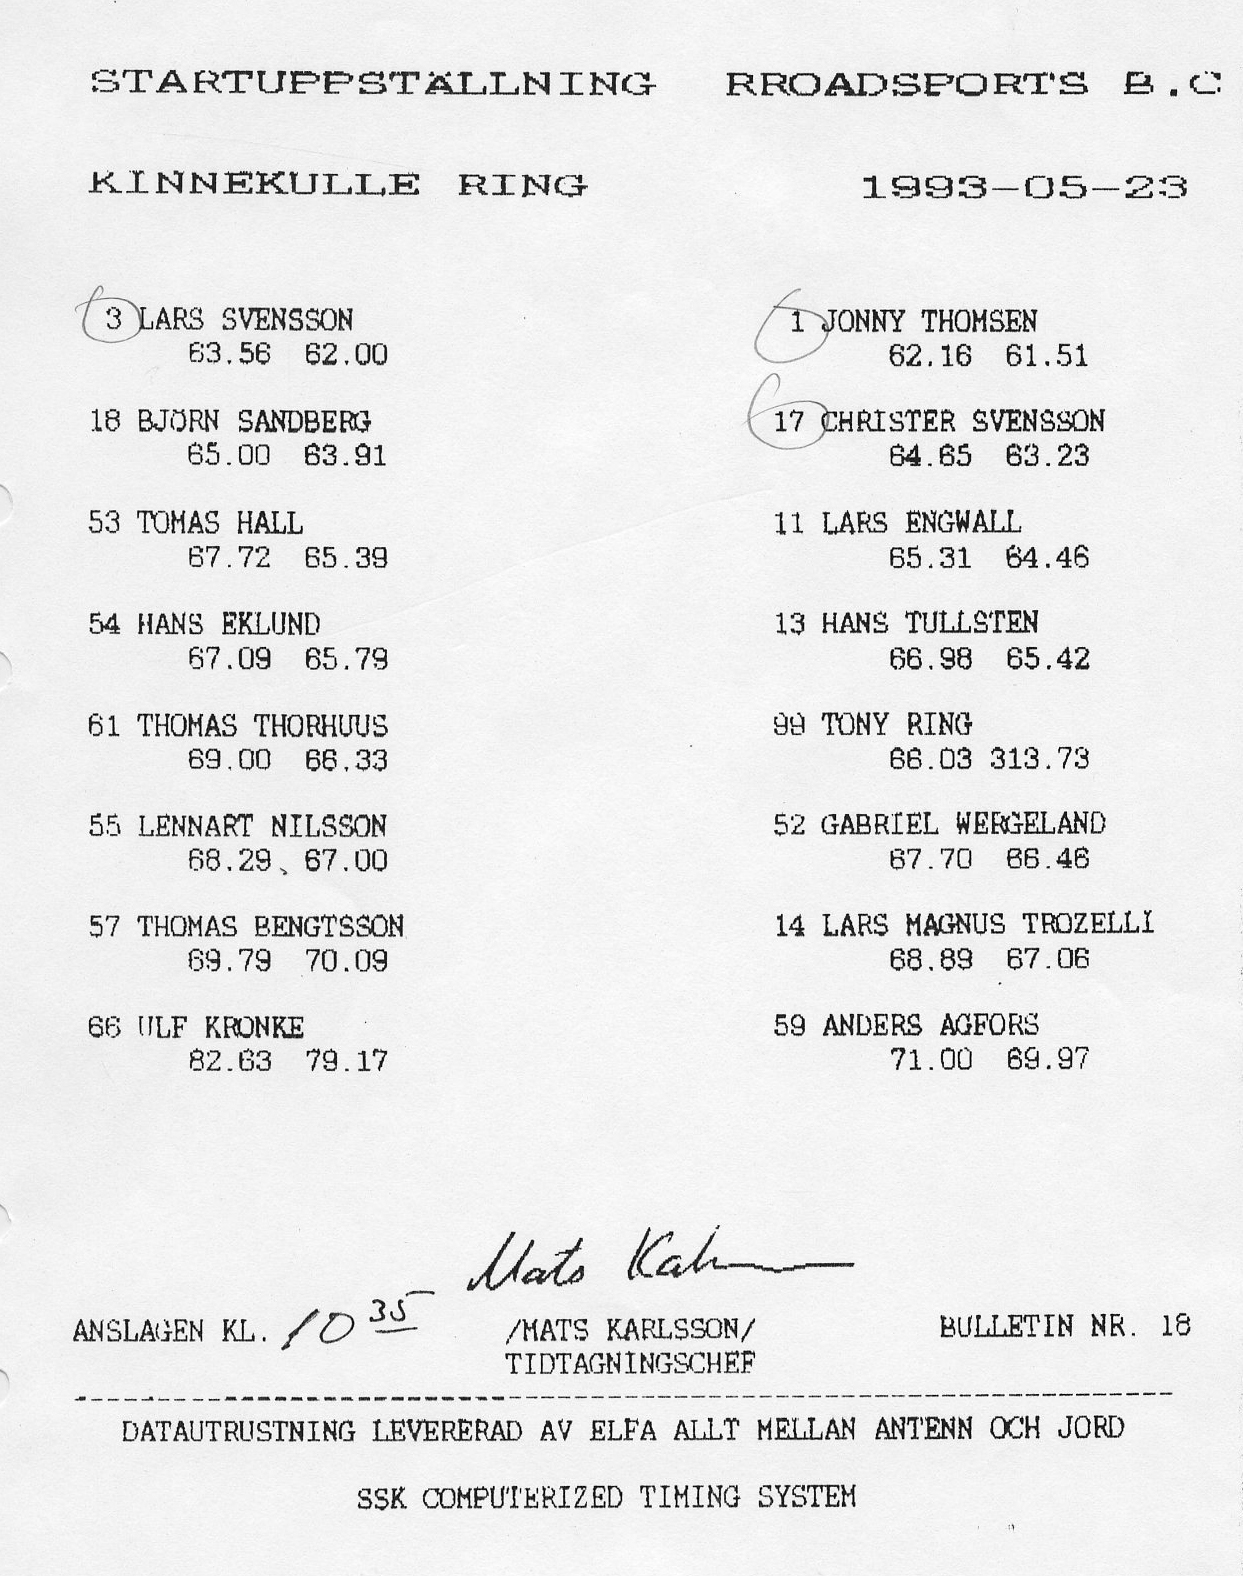 STARTUPPSTÄLLNING RROADSPORTS B.C
KINNEKULLE RING 1993-05-23
3 LARS SVENSSON 1 JONNY THOMSEN
63.56 62.00 62.16 61.51
18 BJÖRN SANDBERG 17 CHRISTER SVENSSON
65.00 63.91 64.65 63.23
53 TOMAS HALL 11 LARS ENGWALL
67.72 65.39 65.31 64.46
54 HANS EKLUND 13 HANS TULLSTEN
67.09 65.79 66.98 65.42
61 THOMAS THORHUUS 99 TONY RING
69.00 66.33 66.03 313.73
55 LENNART NILSSON 52 GABRIEL WERGELAND
68.29 67.00 67.70 66.46
57 THOMAS BENGTSSON 14 LARS MAGNUS TROZELLI
69.79 70.09 68.89 67.06
66 ULF KRONKE 59 ANDERS AGFORS
82.63 79.17 71.00 69.97
Mats
ANSLAGEN KL. 10 35 /MATS KARLSSON/ BULLETIN NR. 18
TIDTAGNINGSCHEF
DATAUTRUSTNING LEVERERAD AV ELFA ALLT MELLAN ANTENN OCH JORD
SSK COMPUTERIZED TIMING SYSTEM